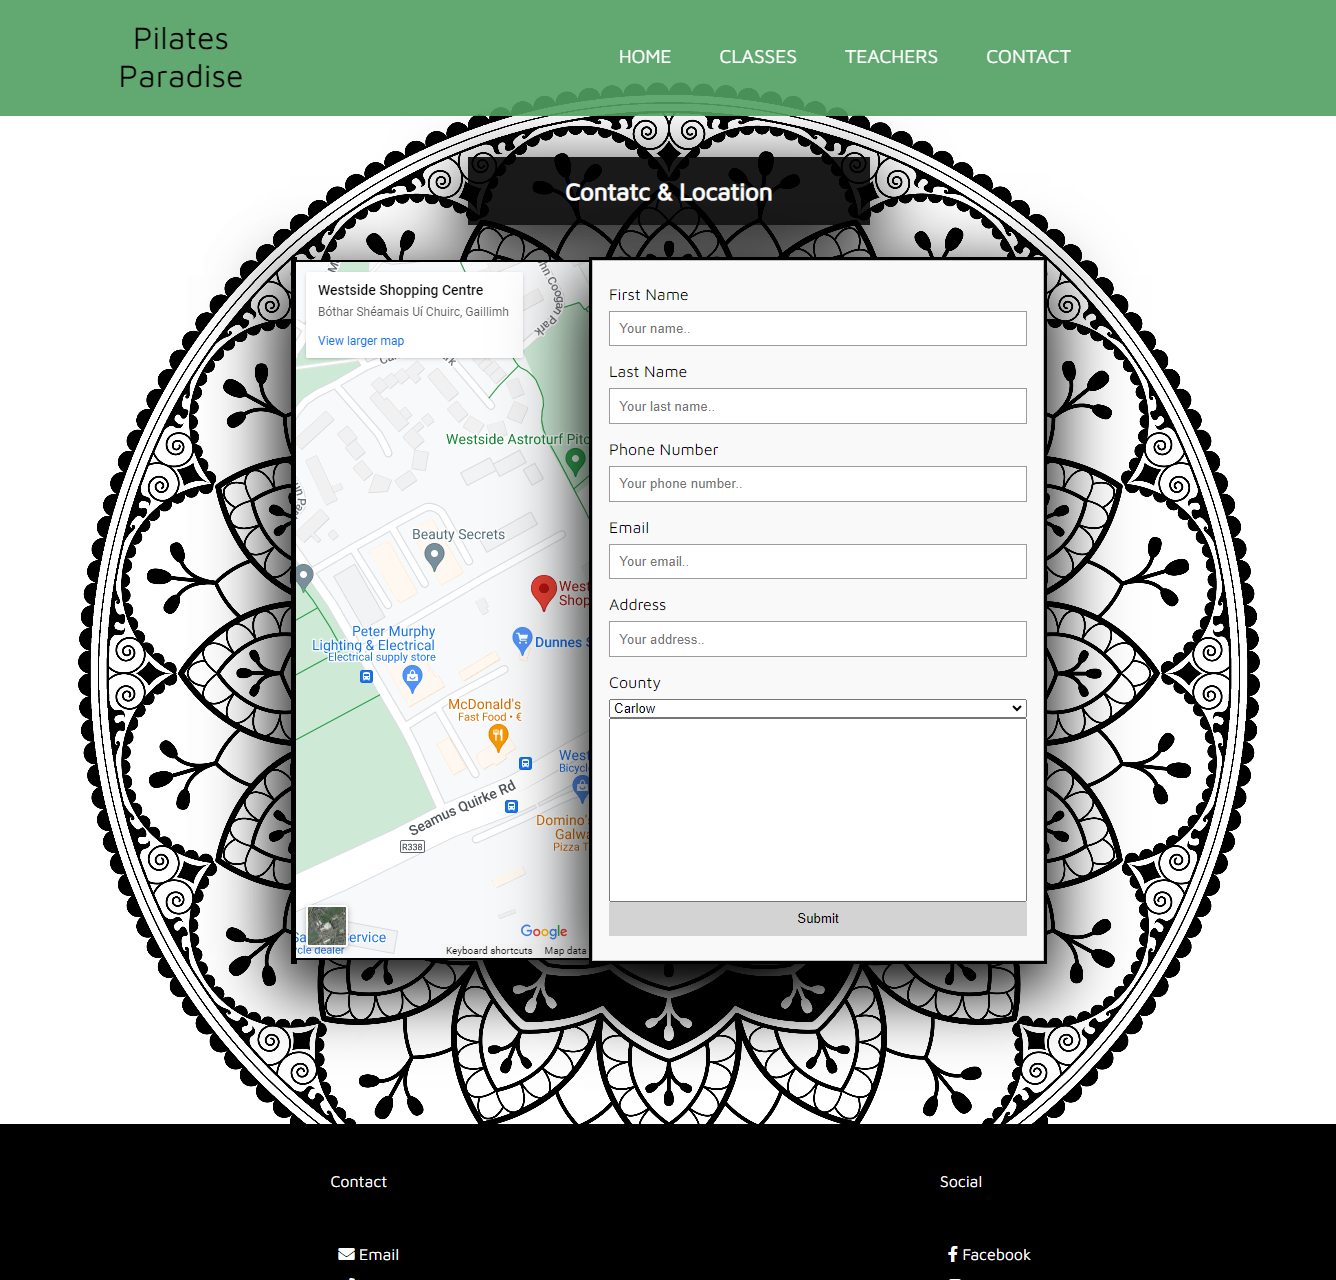 Pilates
Paradise
HOME
CLASSES
TEACHERS
CONTACT
Contatc & Location
Westside Shopping Centre
Bóthar Shéamais Uí Chuirc, Gaillimh
View larger map
Coogan Park
Westside Astroturf Pitc
Beauty Secrets
West
Shop
Peter Murphy
Lighting & Electrical
Electrical supply store
Dunnes S
McDonald's
Fast Food • €
West
Bicycl
Seamus Quirke Rd
Domino's
Galwa
Pizza T
R338
ervice
cle dealer
Google
Keyboard shortcuts
Map data
First Name
Your name..
Last Name
Your last name..
Phone Number
Your phone number..
Email
Your email..
Address
Your address..
County
Carlow
Submit
Contact
Social
Email
Facebook